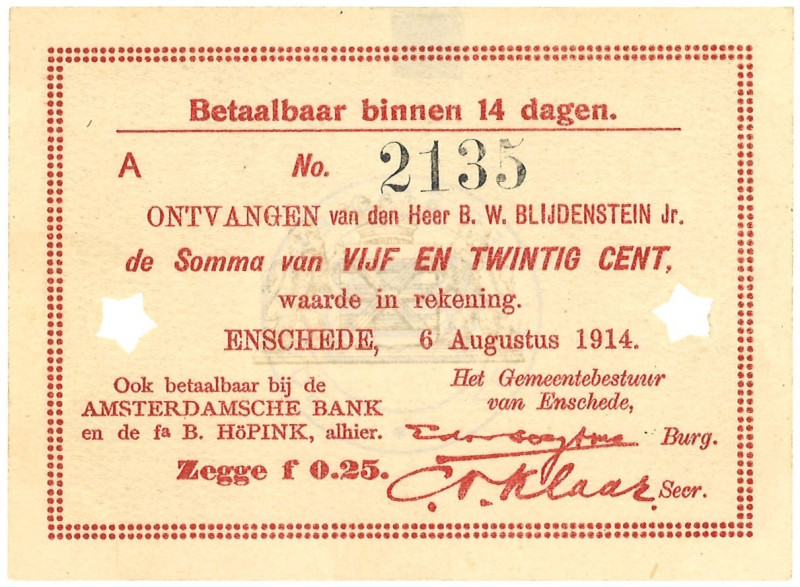 Betaalbaar binnen 14 dagen.
A No. 2135
ONTVANGEN van den Heer B. W. BLIJDENSTEIN Jr.
de Somma van VIJF EN TWINTIG CENT,
waarde in rekening.
ENSCHEDE, 6 Augustus 1914.
Ook betaalbaar bij de
AMSTERDAMSCHE BANK
en de fa B. HöPINK, alhier.
Zegge f 0.25.
Het Gemeentebestuur
van Enschede,
Burg.
Klaar Secr.